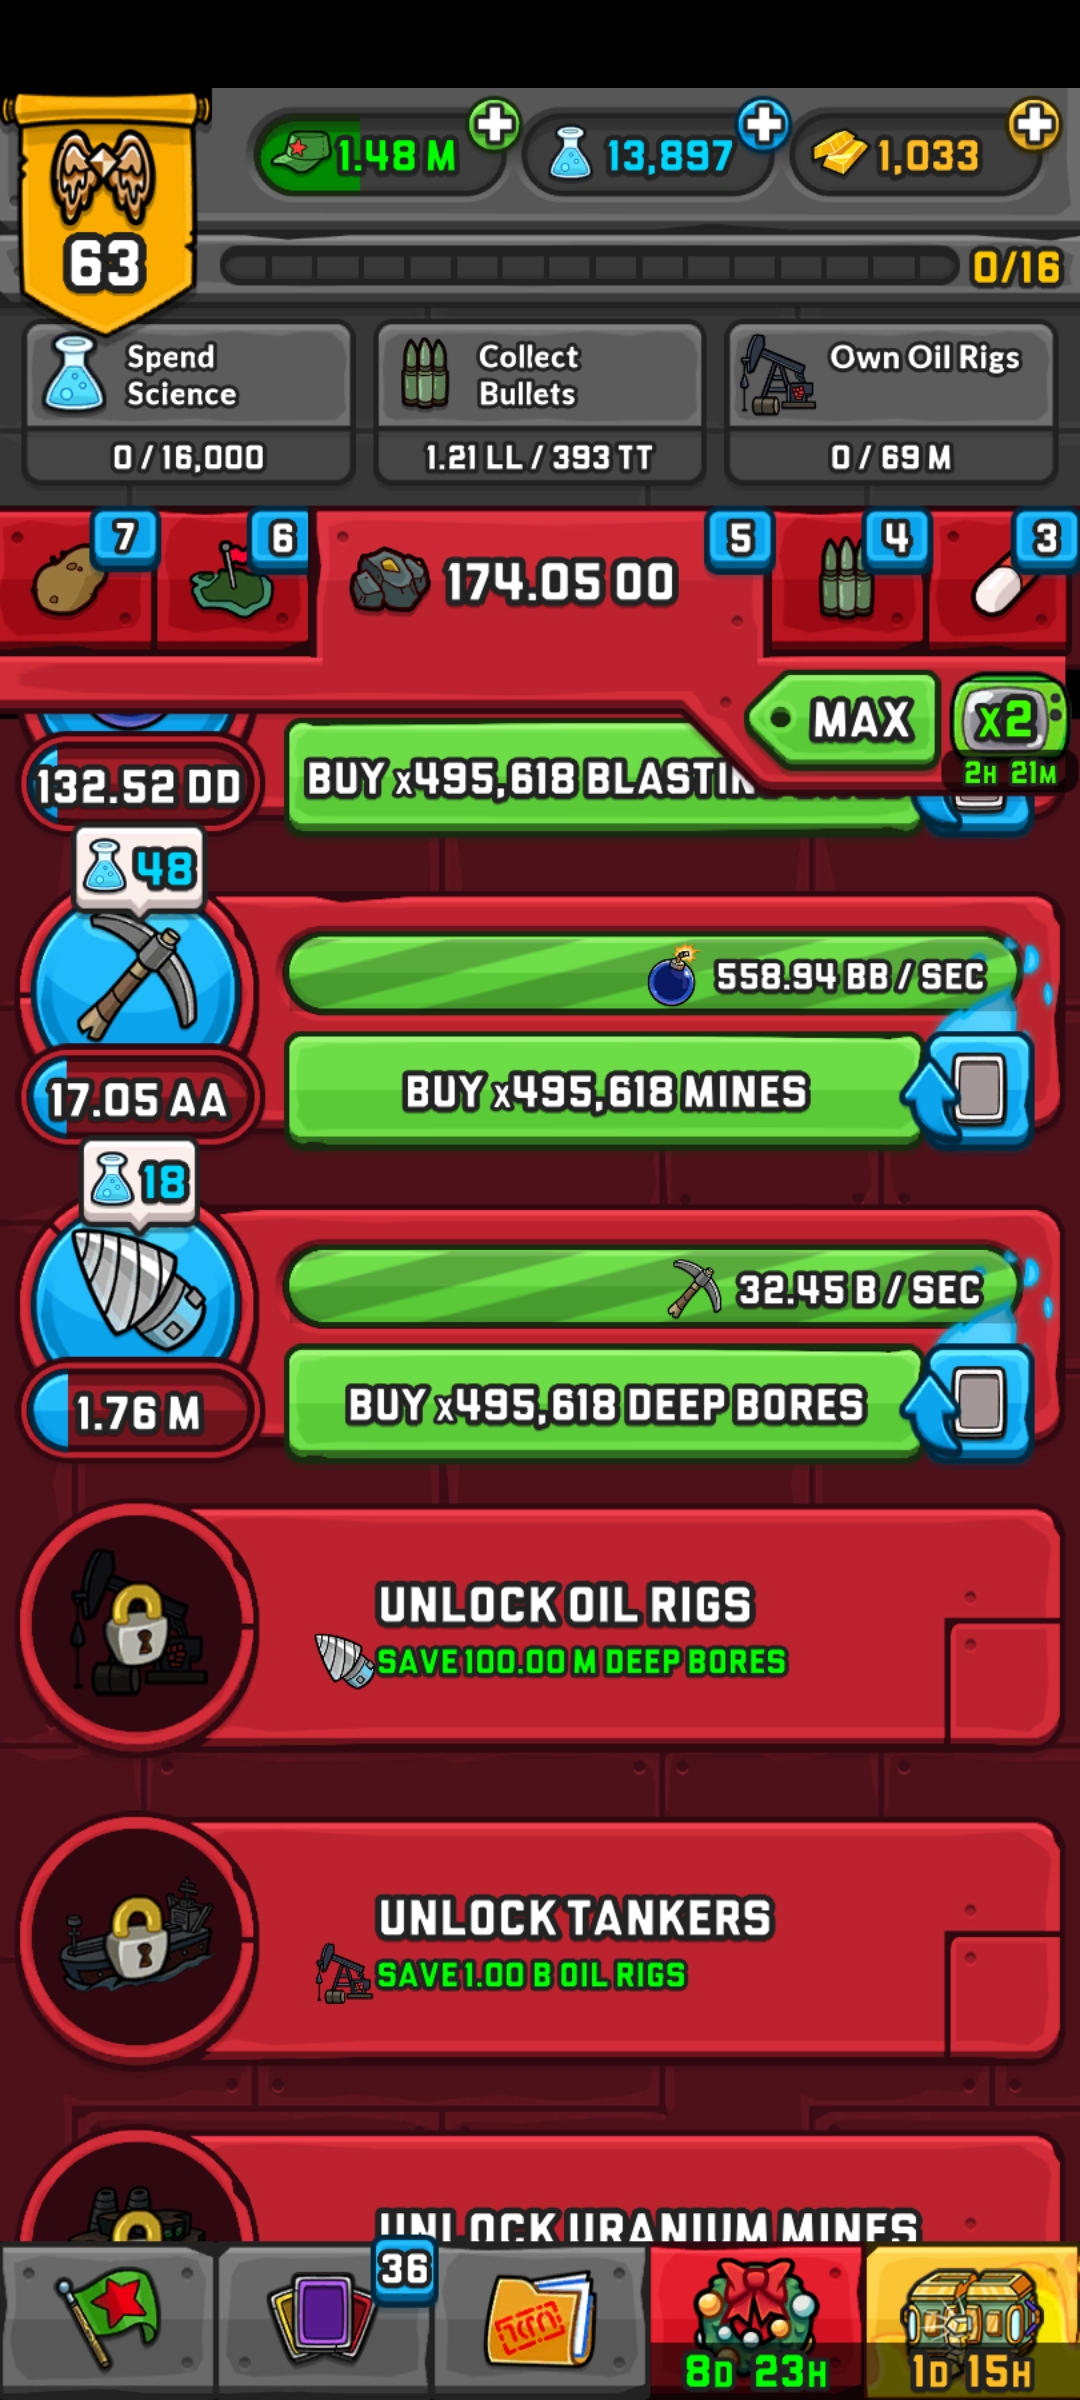 1.48 M
13,897
1,033
63
0/16
Spend
Science
0 / 16,000
Collect
Bullets
1.21 LL / 393 TT
Own Oil Rigs
0 / 69 M
7
6
174.05 OO
5
4
3
MAX
x2
2H 21M
132.52 DD
BUY x495,618
48
558.94 BB / SEC
17.05 AA
BUY x495,618 MINES
18
32.45 B / SEC
1.76 M
BUY x495,618 DEEP BORES
UNLOCK OIL RIGS
SAVE 100.00 M DEEP BORES
UNLOCK TANKERS
SAVE 1.00 B OIL RIGS
UNLOCK URANIUM MINES
36
8D 23H
1D 15H